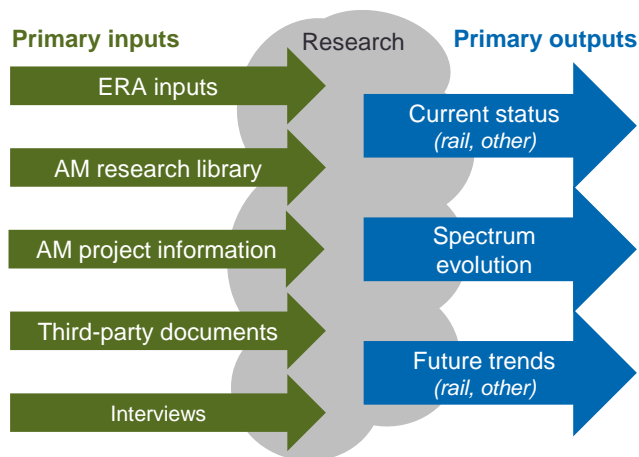 Primary inputs
Research
Primary outputs
ERA inputs
AM research library
AM project information
Third-party documents
Interviews
Current status
(rail, other)
Spectrum
evolution
Future trends
(rail, other)